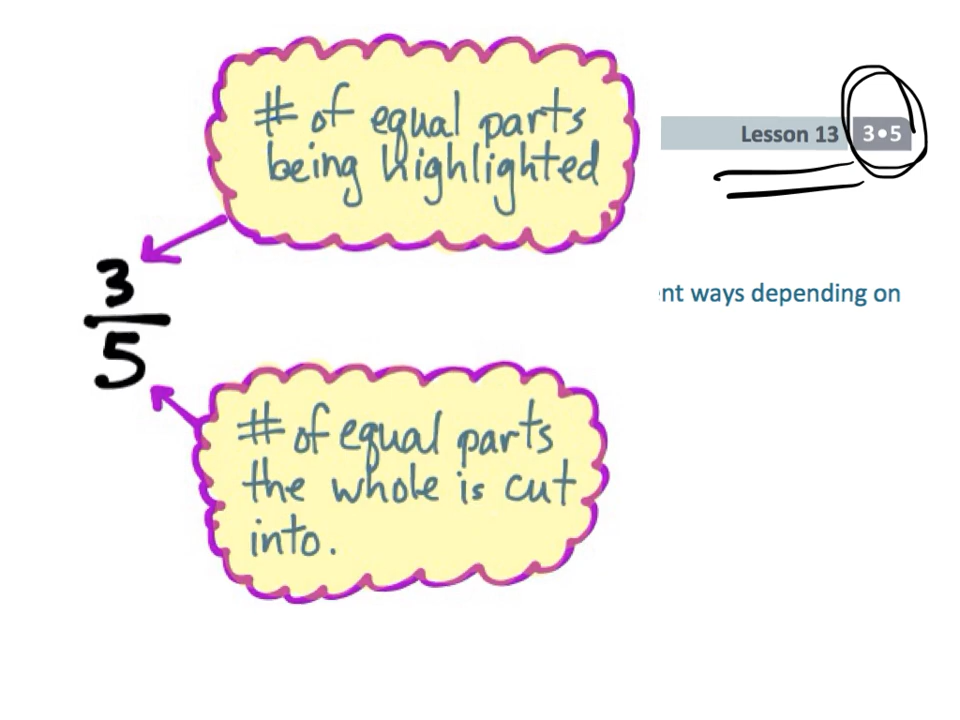 # of equal parts
being highlighted
Lesson 13 3•5
nt ways depending on
3
5
# of equal parts
the whole is cut
into.